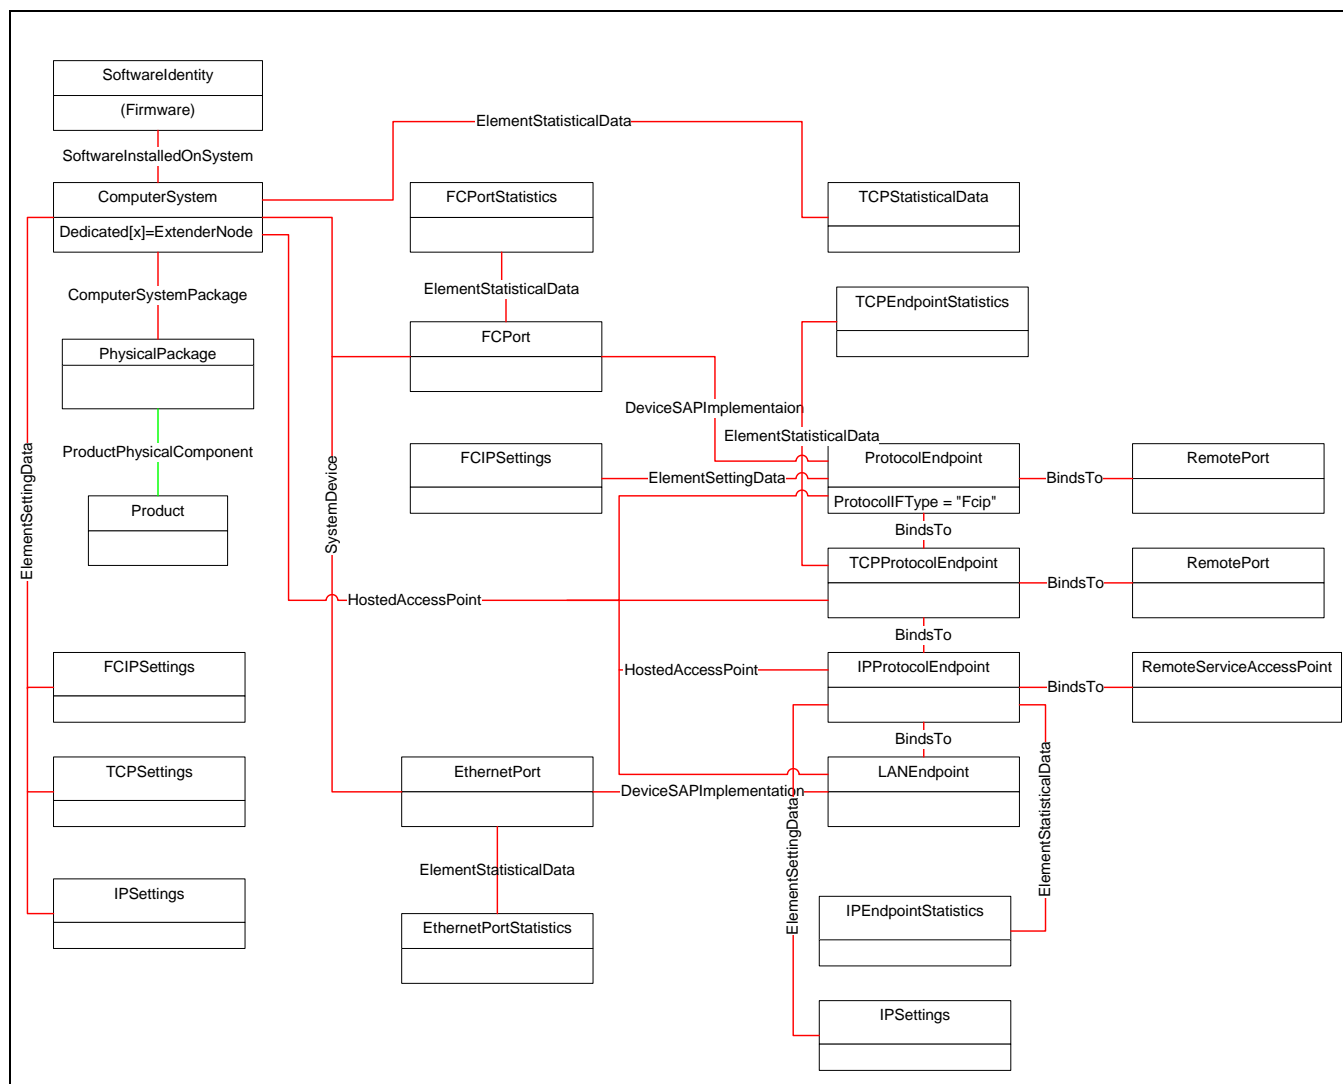 SoftwareIdentity
(Firmware)
ElementStatisticalData
SoftwareInstalledOnSystem
ComputerSystem
Dedicated[x]=ExtenderNode
FCPortStatistics
TCPStatisticalData
ElementStatisticalData
ComputerSystemPackage
TCPEndpointStatistics
FCPort
PhysicalPackage
DeviceSAPImplementaion
ElementStatisticalData
ProductPhysicalComponent
FCIPSettings
ElementSettingData
ProtocolEndpoint
ProtocolIFType = "Fcip"
BindsTo
RemotePort
Product
ElementSettingData
SystemDevice
BindsTo
TCPProtocolEndpoint
BindsTo
RemotePort
HostedAccessPoint
BindsTo
FCIPSettings
HostedAccessPoint
IPProtocolEndpoint
BindsTo
RemoteServiceAccessPoint
BindsTo
TCPSettings
EthernetPort
DeviceSAPImplementation
LANEndpoint
ElementSettingData
ElementStatisticalData
ElementStatisticalData
IPSettings
EthernetPortStatistics
IPEndpointStatistics
IPSettings